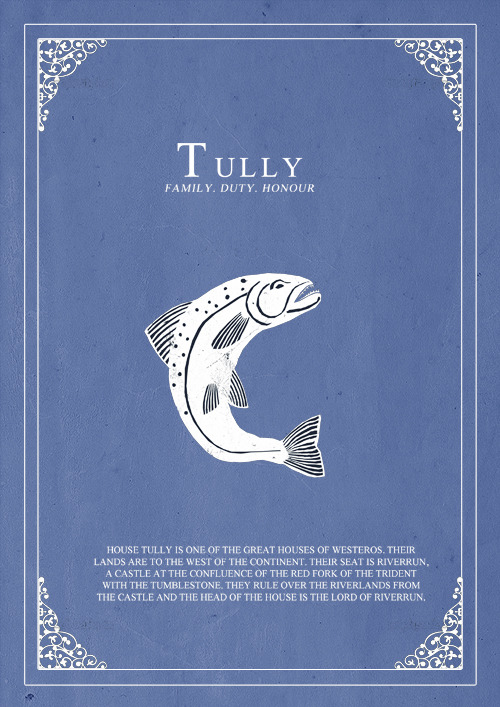 TULLY
FAMILY. DUTY. HONOUR
HOUSE TULLY IS ONE OF THE GREAT HOUSES OF WESTEROS. THEIR
LANDS ARE TO THE WEST OF THE CONTINENT. THEIR SEAT IS RIVERRUN,
A CASTLE AT THE CONFLUENCE OF THE RED FORK OF THE TRIDENT
WITH THE TUMBLESTONE. THEY RULE OVER THE RIVERLANDS FROM
THE CASTLE AND THE HEAD OF THE HOUSE IS THE LORD OF RIVERRUN.